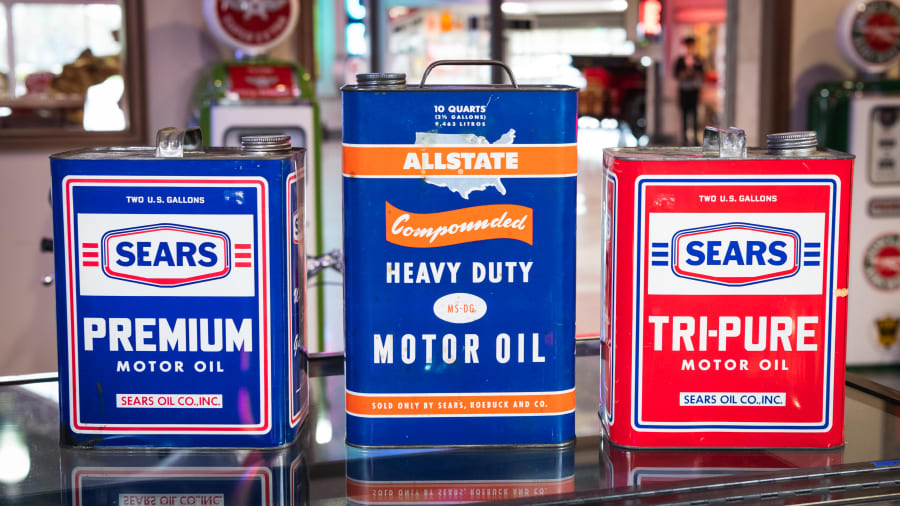 TWO U.S. GALLONS
SEARS
PREMIUM
MOTOR OIL
SEARS OIL CO., INC.
10 QUARTS
(2½ GALLONS)
9,463 LITROS
ALLSTATE
Compounded
HEAVY DUTY
MS-DG.
MOTOR OIL
SOLD ONLY BY SEARS, ROEBUCK AND CO.
TWO U.S. GALLONS
SEARS
TRI-PURE
MOTOR OIL
SEARS OIL CO., INC.